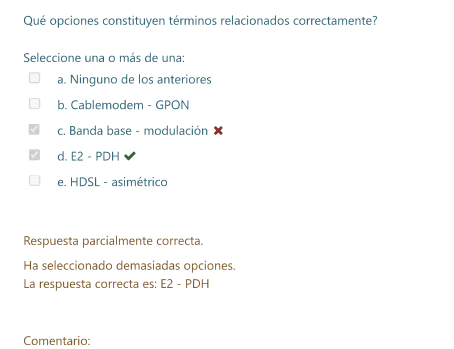 Qué opciones constituyen términos relacionados correctamente?
Seleccione una o más de una:
a. Ninguno de los anteriores
b. Cablemodem - GPON
c. Banda base - modulación
d. E2 - PDH
e. HDSL - asimétrico
Respuesta parcialmente correcta.
Ha seleccionado demasiadas opciones.
La respuesta correcta es: E2 - PDH
Comentario: